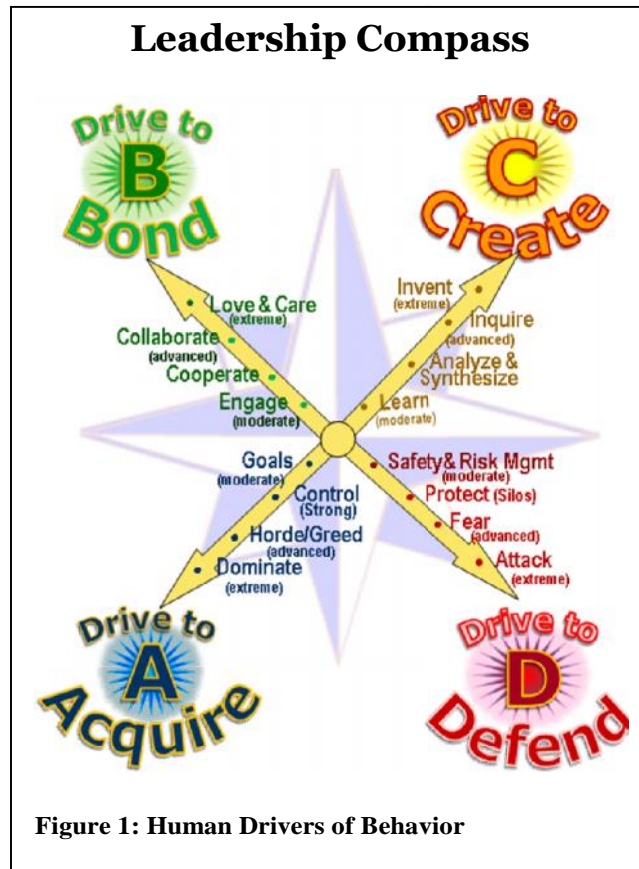 Leadership Compass
Drive to
B
Bond
Drive to
C
Create
Love & Care
(extreme)
Collaborate
(advanced)
Cooperate
Engage
(moderate)
Invent
(extreme)
Inquire
(advanced)
Analyze &
Synthesize
Learn
(moderate)
Goals
(moderate)
Control
(Strong)
Horde/Greed
(advanced)
Dominate
(extreme)
Safety& Risk Mgmt
(moderate)
Protect (Silos)
Fear
(advanced)
Attack
(extreme)
Drive to
A
Acquire
Drive to
D
Defend
Figure 1: Human Drivers of Behavior